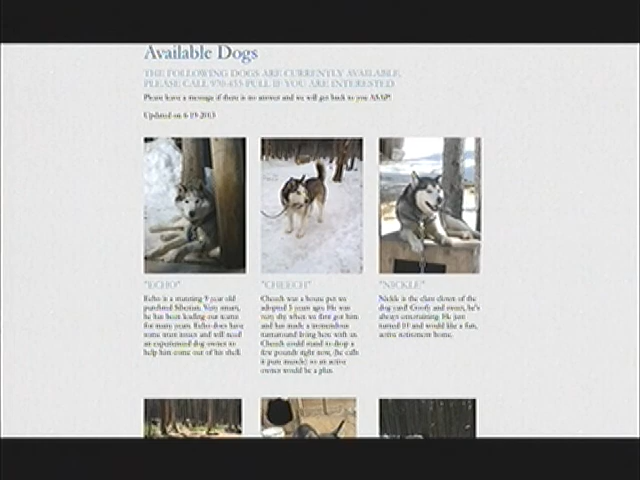 Available Dogs
THE FOLLOWING DOGS ARE CURRENTLY AVAILABLE.
PLEASE CALL 970-453-PULL IF YOU ARE INTERESTED
Please leave a message if there is no answer and we will get back to you ASAP!
Updated on 6-19-2013
"ECHO"
Echo is a stunning 9 year old
purebred Siberian. Very smart,
he has been leading our teams
for many years. Echo does have
some trust issues and will need
an experienced dog owner to
help him come out of his shell.
"CHEECH"
Cheech was a house pet we
adopted 5 years ago. He was
very shy when we first got him
and has made a tremendous
turnaround living here with us.
Cheech could stand to drop a
few pounds right now, (he calls
it pure muscle) so an active
owner would be a plus.
"NICKLE"
Nickle is the class clown of the
dog yard! Goofy and sweet, he's
always entertaining. He just
turned 10 and would like a fun,
active retirement home.